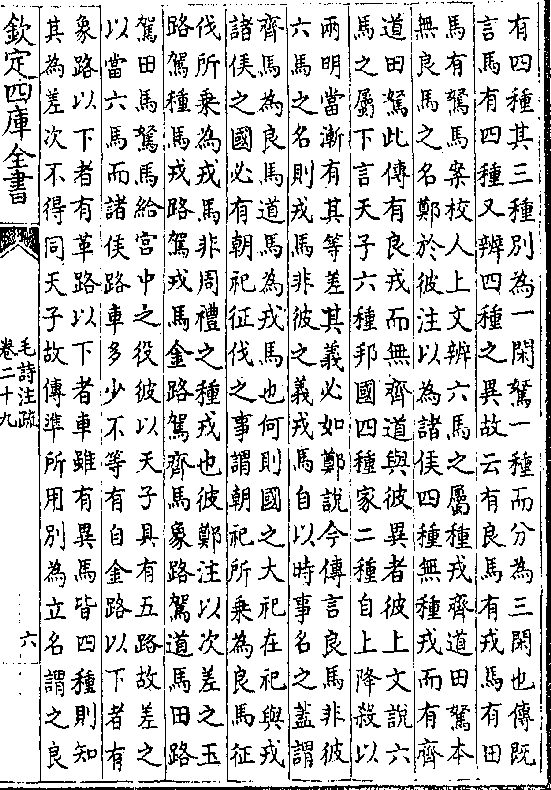 有四種其三種別為一閑駑一種而分為三閑也傳既
言馬有四種又辨四種之異故云有良馬有戎馬有田
馬有駑馬案校人上文辨六馬之屬種戎齊道田駑本
無良馬之名鄭於彼注以為諸侯四種無種戎而有齊
道田駑此傳有良戎而無齊道與彼異者彼上文說六
馬之屬下言天子六種邦國四種家二種自上降殺以
兩明當漸有其等差其義必如鄭說今傳言良馬非彼
六馬之名則戎馬非彼之義戎馬自以時事名之蓋謂
齊馬為良馬道馬為戎馬也何則國之大祀在祀與戎
諸侯之國必有朝祀征伐之事謂朝祀所乗為良馬征
伐所乗為戎馬非周禮之種戎也彼鄭注以次差之玉
路駕種馬戎路駕戎馬金路駕齊馬象路駕道馬田路
駕田馬駑馬給宮中之役彼以天子具有五路故差之
以當六馬而諸侯路車多少不等有自金路以下者有
象路以下者有革路以下者車雖有異馬皆四種則知
其為差次不得同天子故傳準所用別為立名謂之良
欽定四庫全書
毛詩注疏
卷二十九
六